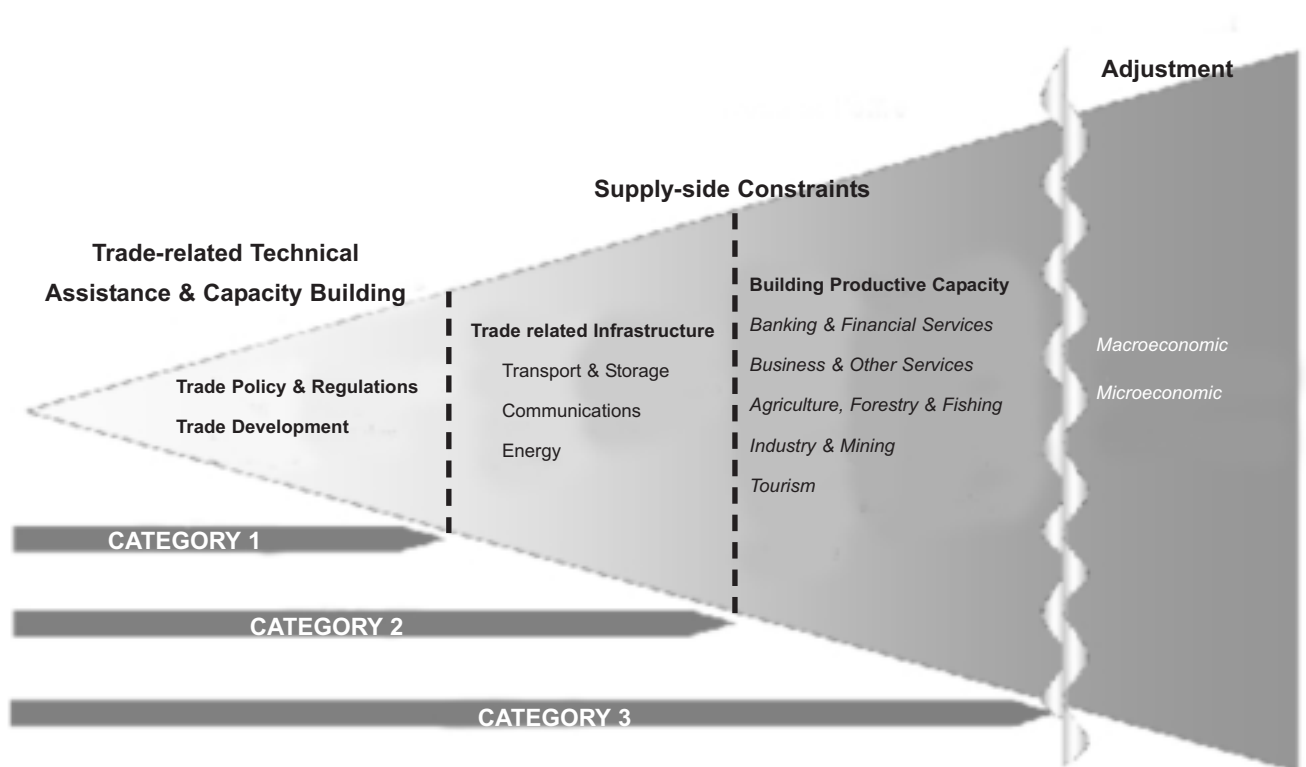 Adjustment
Supply-side Constraints
Trade-related Technical
Assistance & Capacity Building
Trade Policy & Regulations
Trade Development
Trade related Infrastructure
Transport & Storage
Communications
Energy
Building Productive Capacity
Banking & Financial Services
Business & Other Services
Agriculture, Forestry & Fishing
Industry & Mining
Tourism
Macroeconomic
Microeconomic
CATEGORY 1
CATEGORY 2
CATEGORY 3